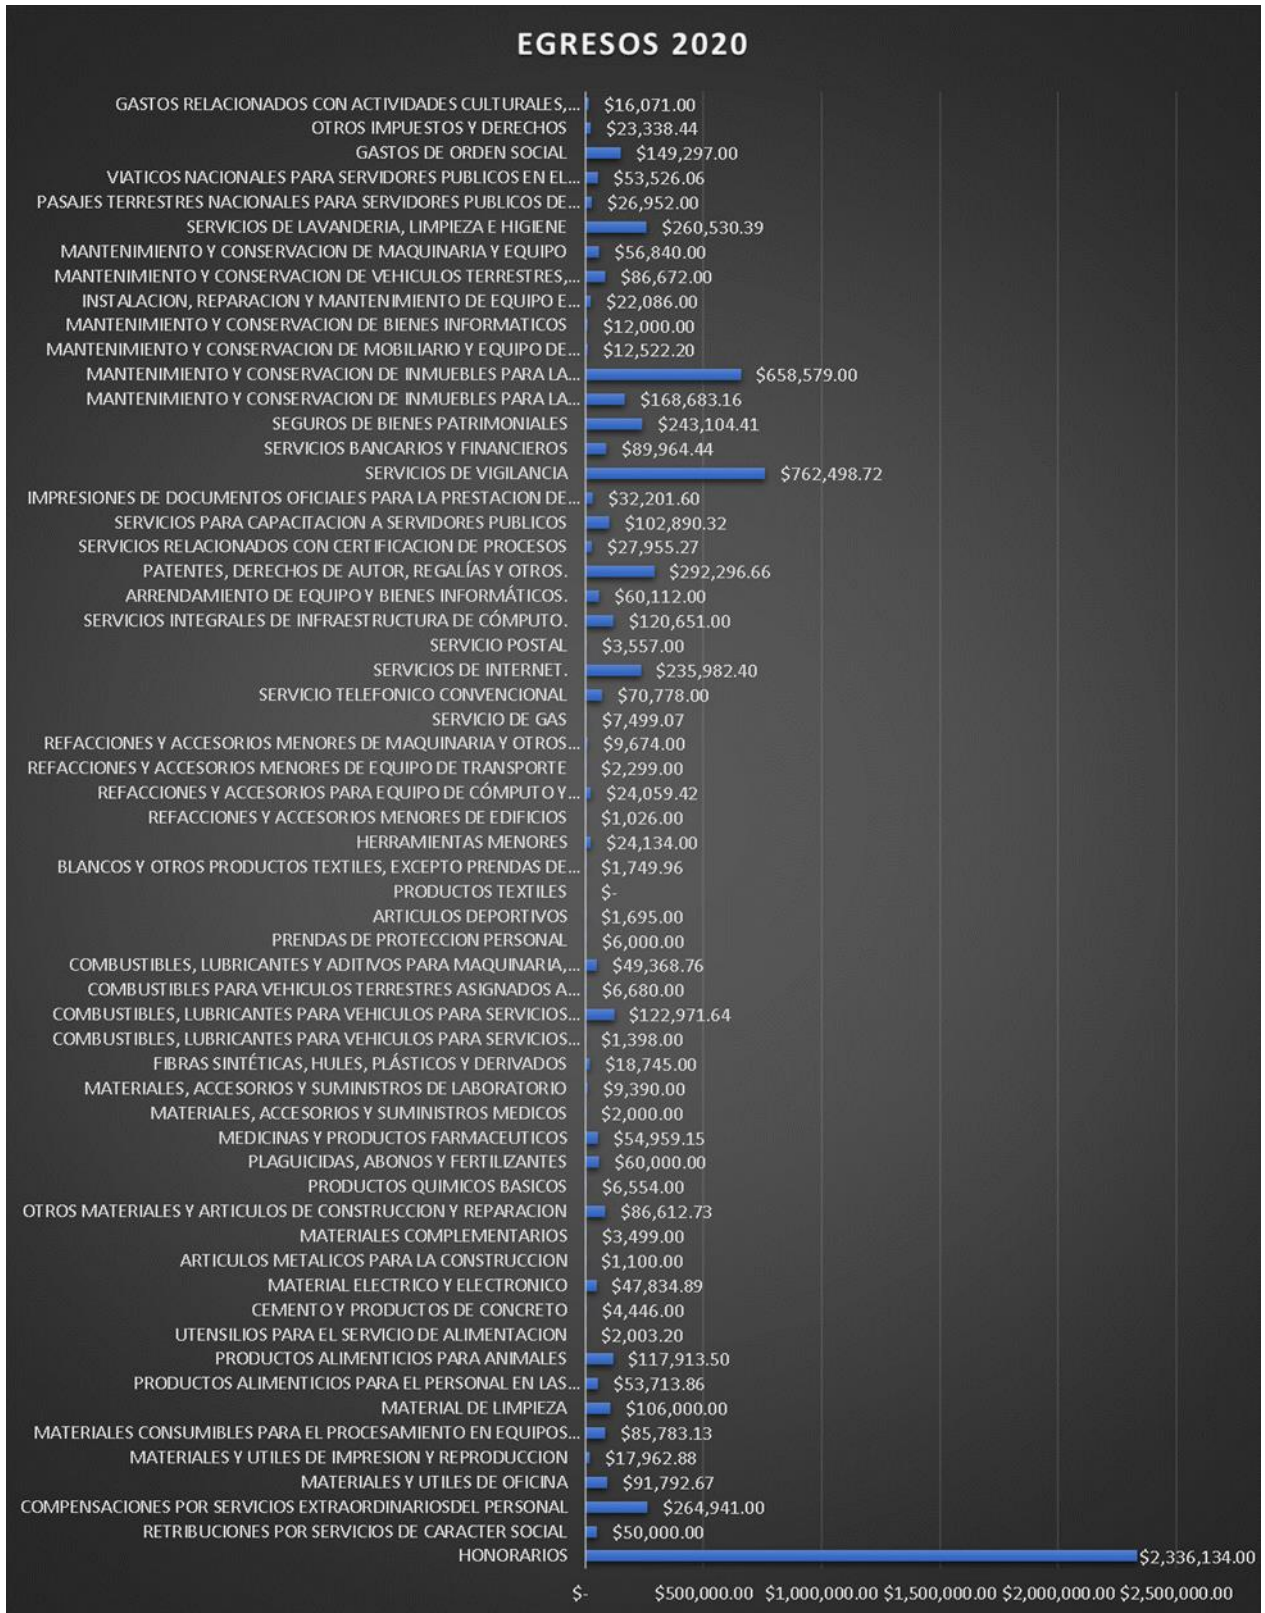 EGRESOS 2020
GASTOS RELACIONADOS CON ACTIVIDADES CULTURALES,... $16,071.00
OTROS IMPUESTOS Y DERECHOS $23,338.44
GASTOS DE ORDEN SOCIAL $149,297.00
VIATICOS NACIONALES PARA SERVIDORES PUBLICOS EN EL... $53,526.06
PASAJES TERRESTRES NACIONALES PARA SERVIDORES PUBLICOS DE... $26,952.00
SERVICIOS DE LAVANDERIA, LIMPIEZA E HIGIENE $260,530.39
MANTENIMIENTO Y CONSERVACION DE MAQUINARIA Y EQUIPO $56,840.00
MANTENIMIENTO Y CONSERVACION DE VEHICULOS TERRESTRES,... $86,672.00
INSTALACION, REPARACION Y MANTENIMIENTO DE EQUIPO E... $22,086.00
MANTENIMIENTO Y CONSERVACION DE BIENES INFORMATICOS $12,000.00
MANTENIMIENTO Y CONSERVACION DE MOBILIARIO Y EQUIPO DE... $12,522.20
MANTENIMIENTO Y CONSERVACION DE INMUEBLES PARA LA... $658,579.00
MANTENIMIENTO Y CONSERVACION DE INMUEBLES PARA LA... $168,683.16
SEGUROS DE BIENES PATRIMONIALES $243,104.41
SERVICIOS BANCARIOS Y FINANCIEROS $89,964.44
SERVICIOS DE VIGILANCIA $762,498.72
IMPRESIONES DE DOCUMENTOS OFICIALES PARA LA PRESTACION DE... $32,201.60
SERVICIOS PARA CAPACITACION A SERVIDORES PUBLICOS $102,890.32
SERVICIOS RELACIONADOS CON CERTIFICACION DE PROCESOS $27,955.27
PATENTES, DERECHOS DE AUTOR, REGALÍAS Y OTROS. $292,296.66
ARRENDAMIENTO DE EQUIPO Y BIENES INFORMÁTICOS. $60,112.00
SERVICIOS INTEGRALES DE INFRAESTRUCTURA DE CÓMPUTO. $120,651.00
SERVICIO POSTAL $3,557.00
SERVICIOS DE INTERNET. $235,982.40
SERVICIO TELEFONICO CONVENCIONAL $70,778.00
SERVICIO DE GAS $7,499.07
REFACCIONES Y ACCESORIOS MENORES DE MAQUINARIA Y OTROS... $9,674.00
REFACCIONES Y ACCESORIOS MENORES DE EQUIPO DE TRANSPORTE $2,299.00
REFACCIONES Y ACCESORIOS PARA EQUIPO DE CÓMPUTO Y... $24,059.42
REFACCIONES Y ACCESORIOS MENORES DE EDIFICIOS $1,026.00
HERRAMIENTAS MENORES $24,134.00
BLANCOS Y OTROS PRODUCTOS TEXTILES, EXCEPTO PRENDAS DE... $1,749.96
PRODUCTOS TEXTILES $-
ARTICULOS DEPORTIVOS $1,695.00
PRENDAS DE PROTECCION PERSONAL $6,000.00
COMBUSTIBLES, LUBRICANTES Y ADITIVOS PARA MAQUINARIA,... $49,368.76
COMBUSTIBLES PARA VEHICULOS TERRESTRES ASIGNADOS A... $6,680.00
COMBUSTIBLES, LUBRICANTES PARA VEHICULOS PARA SERVICIOS... $122,971.64
COMBUSTIBLES, LUBRICANTES PARA VEHICULOS PARA SERVICIOS... $1,398.00
FIBRAS SINTÉTICAS, HULES, PLÁSTICOS Y DERIVADOS $18,745.00
MATERIALES, ACCESORIOS Y SUMINISTROS DE LABORATORIO $9,390.00
MATERIALES, ACCESORIOS Y SUMINISTROS MEDICOS $2,000.00
MEDICINAS Y PRODUCTOS FARMACEUTICOS $54,959.15
PLAGUICIDAS, ABONOS Y FERTILIZANTES $60,000.00
PRODUCTOS QUIMICOS BASICOS $6,554.00
OTROS MATERIALES Y ARTICULOS DE CONSTRUCCION Y REPARACION $86,612.73
MATERIALES COMPLEMENTARIOS $3,499.00
ARTICULOS METALICOS PARA LA CONSTRUCCION $1,100.00
MATERIAL ELECTRICO Y ELECTRONICO $47,834.89
CEMENTO Y PRODUCTOS DE CONCRETO $4,446.00
UTENSILIOS PARA EL SERVICIO DE ALIMENTACION $2,003.20
PRODUCTOS ALIMENTICIOS PARA ANIMALES $117,913.50
PRODUCTOS ALIMENTICIOS PARA EL PERSONAL EN LAS... $53,713.86
MATERIAL DE LIMPIEZA $106,000.00
MATERIALES CONSUMIBLES PARA EL PROCESAMIENTO EN EQUIPOS... $85,783.13
MATERIALES Y UTILES DE IMPRESION Y REPRODUCCION $17,962.88
MATERIALES Y UTILES DE OFICINA $91,792.67
COMPENSACIONES POR SERVICIOS EXTRAORDINARIOSDEL PERSONAL $264,941.00
RETRIBUCIONES POR SERVICIOS DE CARACTER SOCIAL $50,000.00
HONORARIOS $2,336,134.00
$- $500,000.00 $1,000,000.00 $1,500,000.00 $2,000,000.00 $2,500,000.00